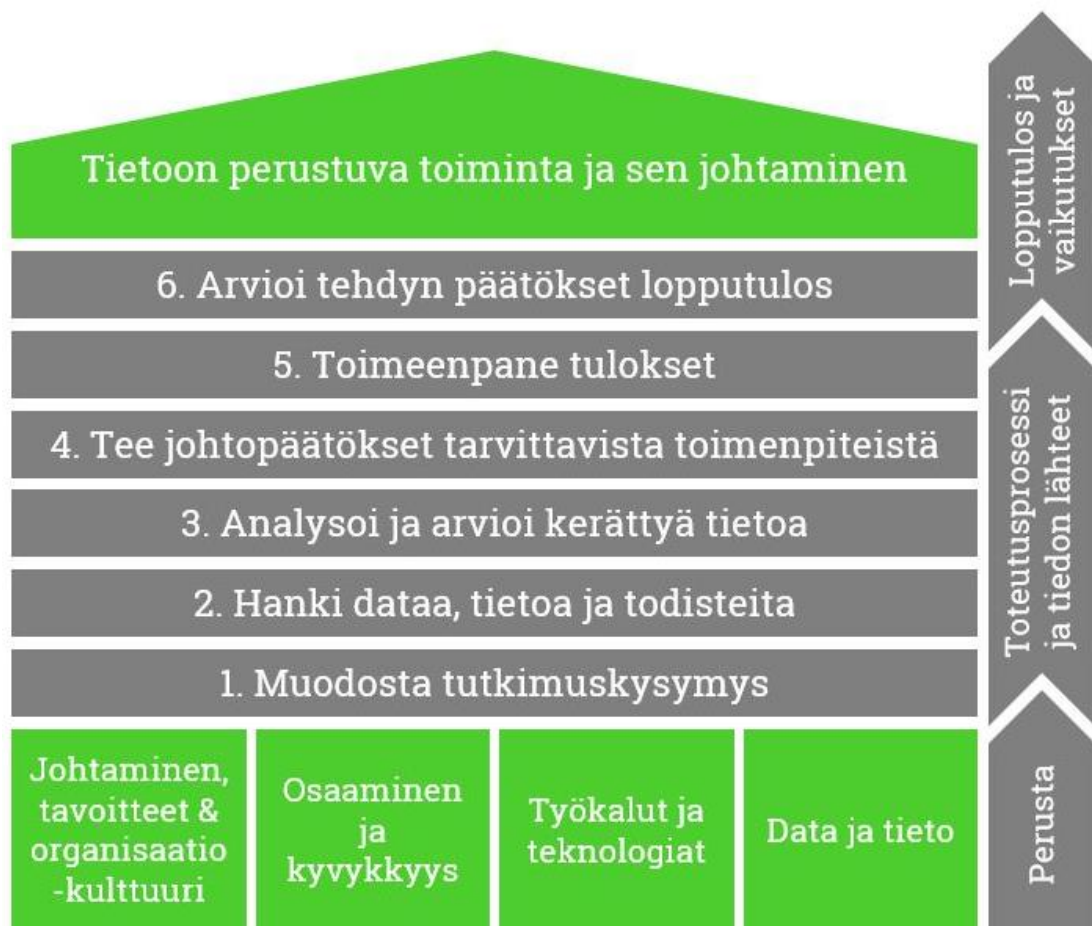 Tietoon perustuva toiminta ja sen johtaminen
6. Arvioi tehdyn päätökset lopputulos
5. Toimeenpane tulokset
4. Tee johtopäätökset tarvittavista toimenpiteistä
3. Analysoi ja arvioi kerättyä tietoa
2. Hanki dataa, tietoa ja todisteita
1. Muodosta tutkimuskysymys
Johtaminen,
tavoitteet &
organisaatio
-kulttuuri
Osaaminen
ja
kyvykkyys
Työkalut ja
teknologiat
Data ja tieto
Lopputulos ja
vaikutukset
Toteutusprosessi
ja tiedon lähteet
Perusta